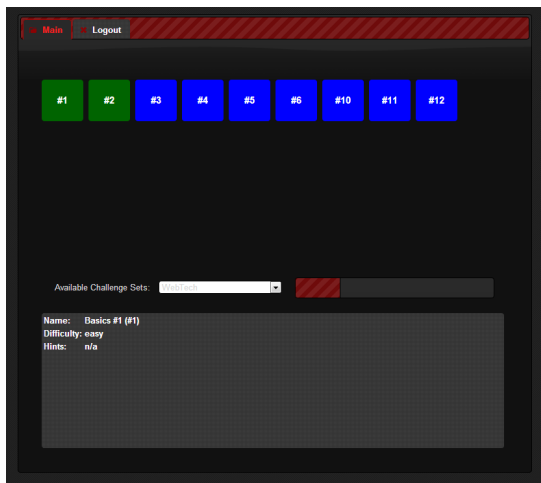 Main Logout
#1 #2 #3 #4 #5 #6 #10 #11 #12
Available Challenge Sets: WebTech
Name: Basics #1 (#1)
Difficulty: easy
Hints: n/a